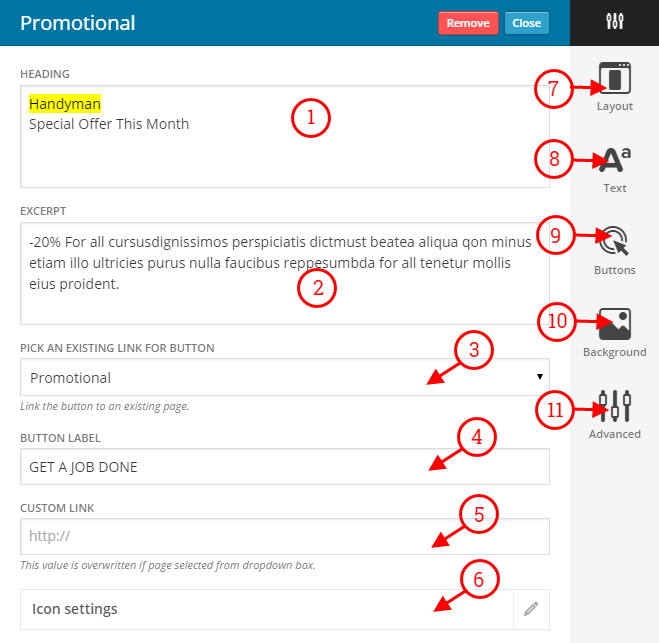 Promotional
Remove
Close
HEADING
Handyman
Special Offer This Month
1
EXCERPT
-20% For all cursusdignissimos perspiciatis dictmust beatea aliqua qon minus
etiam illo ultricies purus nulla faucibus reppesumbda for all tenetur mollis
eius proident.
2
PICK AN EXISTING LINK FOR BUTTON
3
Promotional
Link the button to an existing page.
BUTTON LABEL
4
GET A JOB DONE
CUSTOM LINK
5
http://
This value is overwritten if page selected from dropdown box.
6
Icon settings
7
Layout
8
Aa
Text
9
Buttons
10
Background
11
Advanced